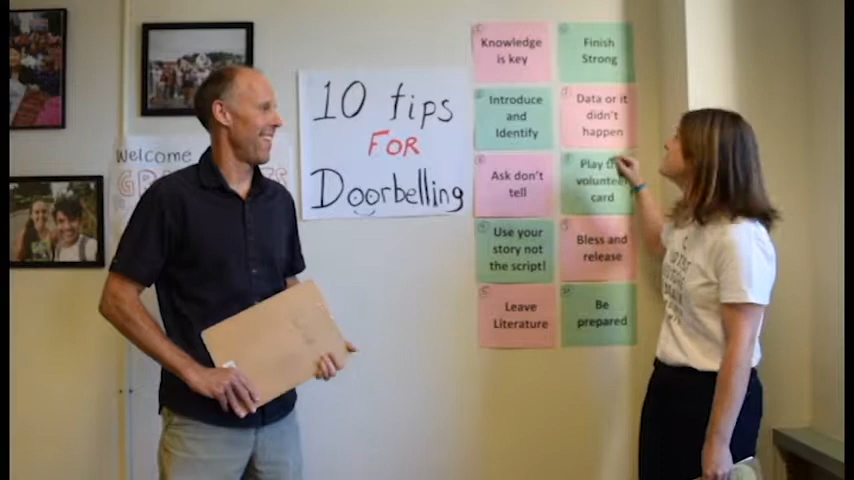 Welcome
10 tips
FOR
Doorbelling
Knowledge
is key
Introduce
and
Identify
Ask don't
tell
Use your
story not
the script!
Leave
Literature
Finish
Strong
Data or it
didn't
happen
Play
volunteer
card
Bless and
release
Be
prepared